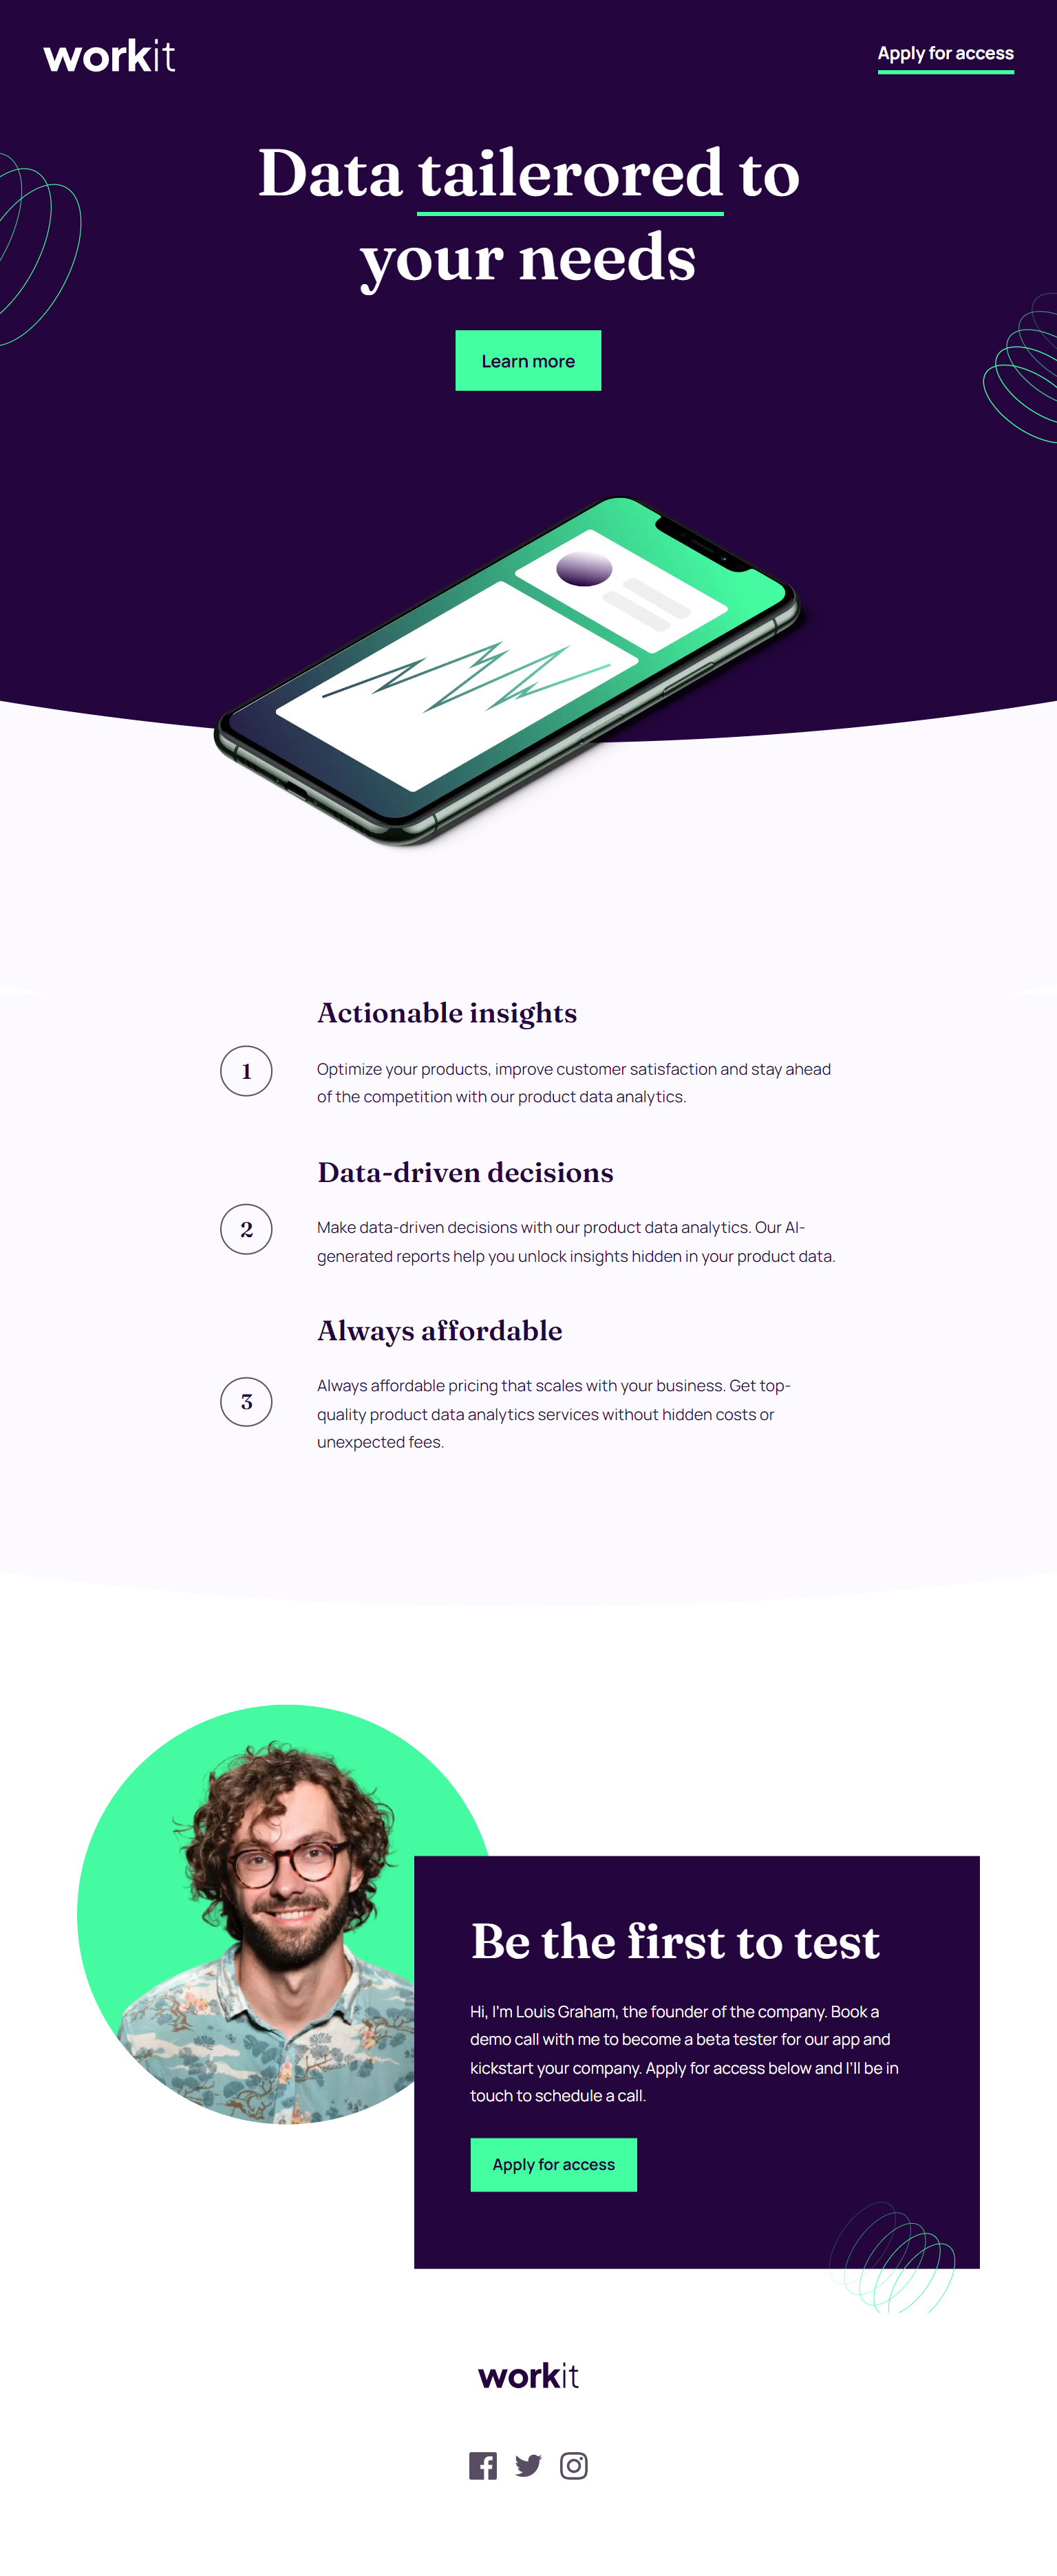 workit
Apply for access
Data tailerored to
your needs
Learn more
Actionable insights
1
Optimize your products, improve customer satisfaction and stay ahead
of the competition with our product data analytics.
Data-driven decisions
2
Make data-driven decisions with our product data analytics. Our AI-
generated reports help you unlock insights hidden in your product data.
Always affordable
3
Always affordable pricing that scales with your business. Get top-
quality product data analytics services without hidden costs or
unexpected fees.
Be the first to test
Hi, I'm Louis Graham, the founder of the company. Book a
demo call with me to become a beta tester for our app and
kickstart your company. Apply for access below and I'll be in
touch to schedule a call.
Apply for access
workit